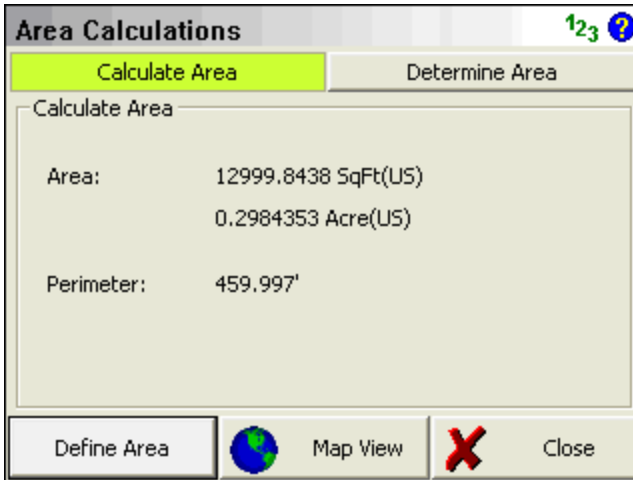 Area Calculations 123 ?
Calculate Area Determine Area
Calculate Area
Area: 12999.8438 SqFt(US)
0.2984353 Acre(US)
Perimeter: 459.997'
Define Area Map View Close